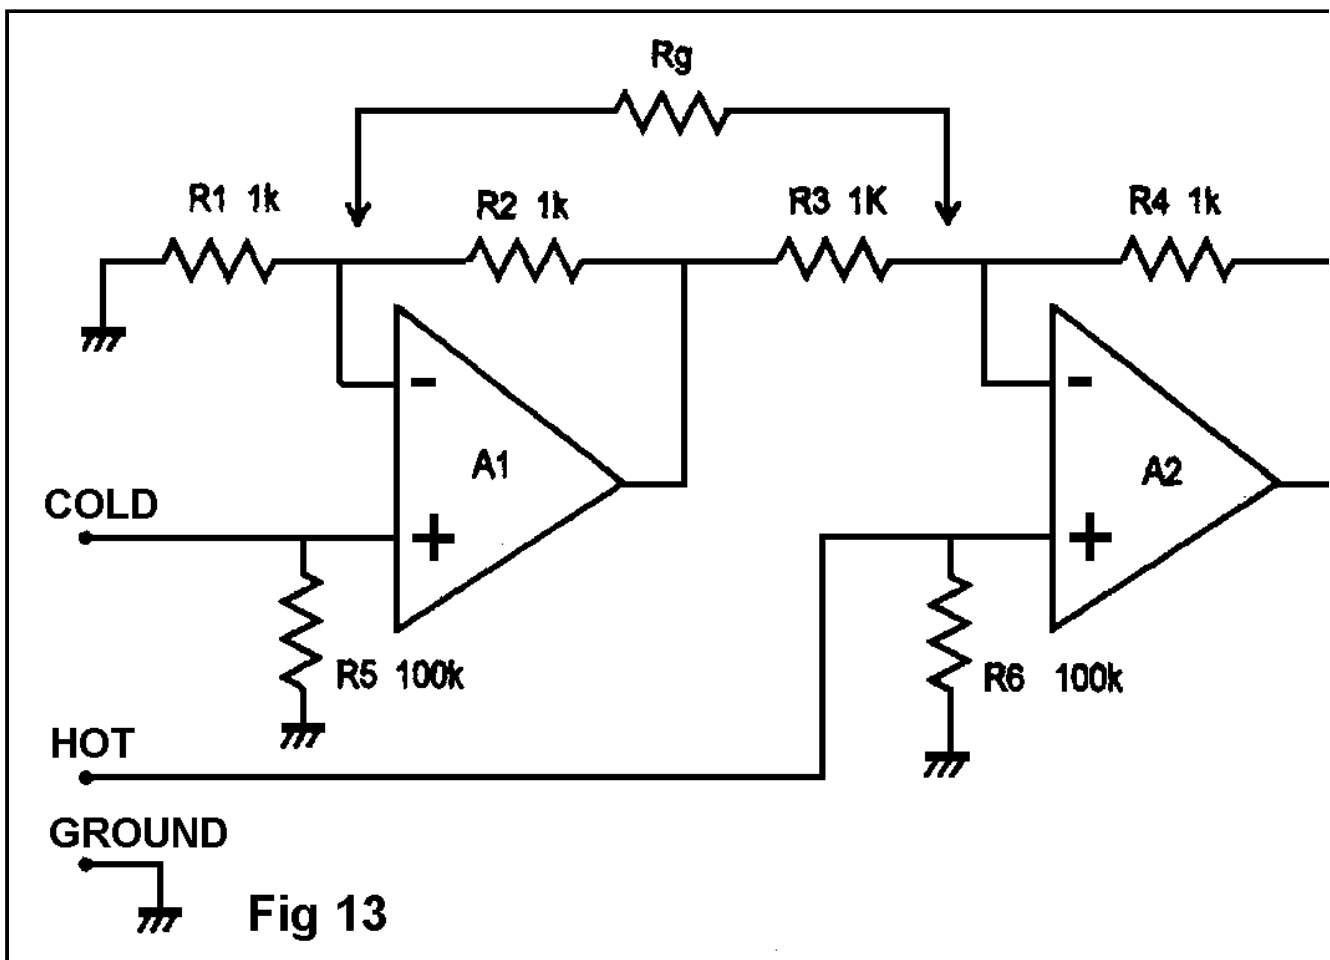 Rg
R1 1k
R2 1k
R3 1K
R4 1k
-
A1
+
-
A2
+
COLD
R5 100k
R6 100k
HOT
GROUND
Fig 13